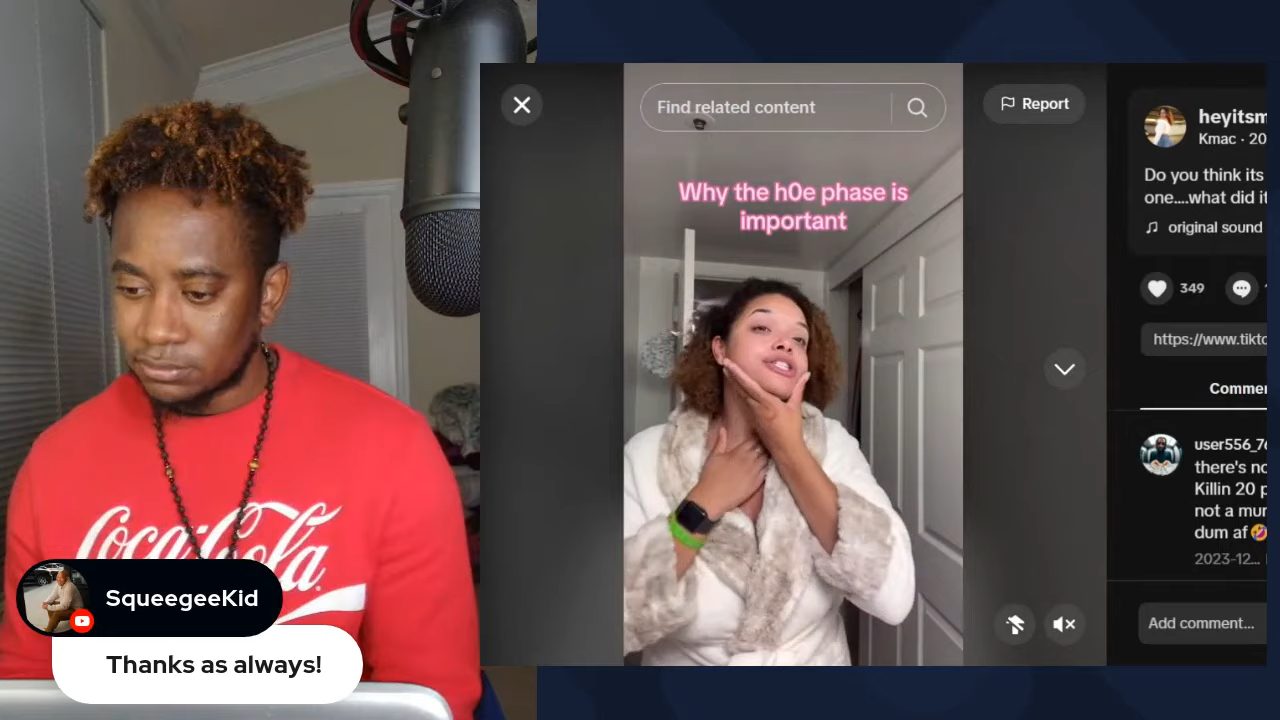 Coca-Cola
SqueegeeKid
Thanks as always!
Find related content
Why the h0e phase is
important
Report
heyitsm
Kmac · 20
Do you think its
one....what did it
original sound
349
https://www.tikto
Comme
user556_76
there's no
Killin 20 p
not a mur
dum af 🤣
2023-12...
Add comment...